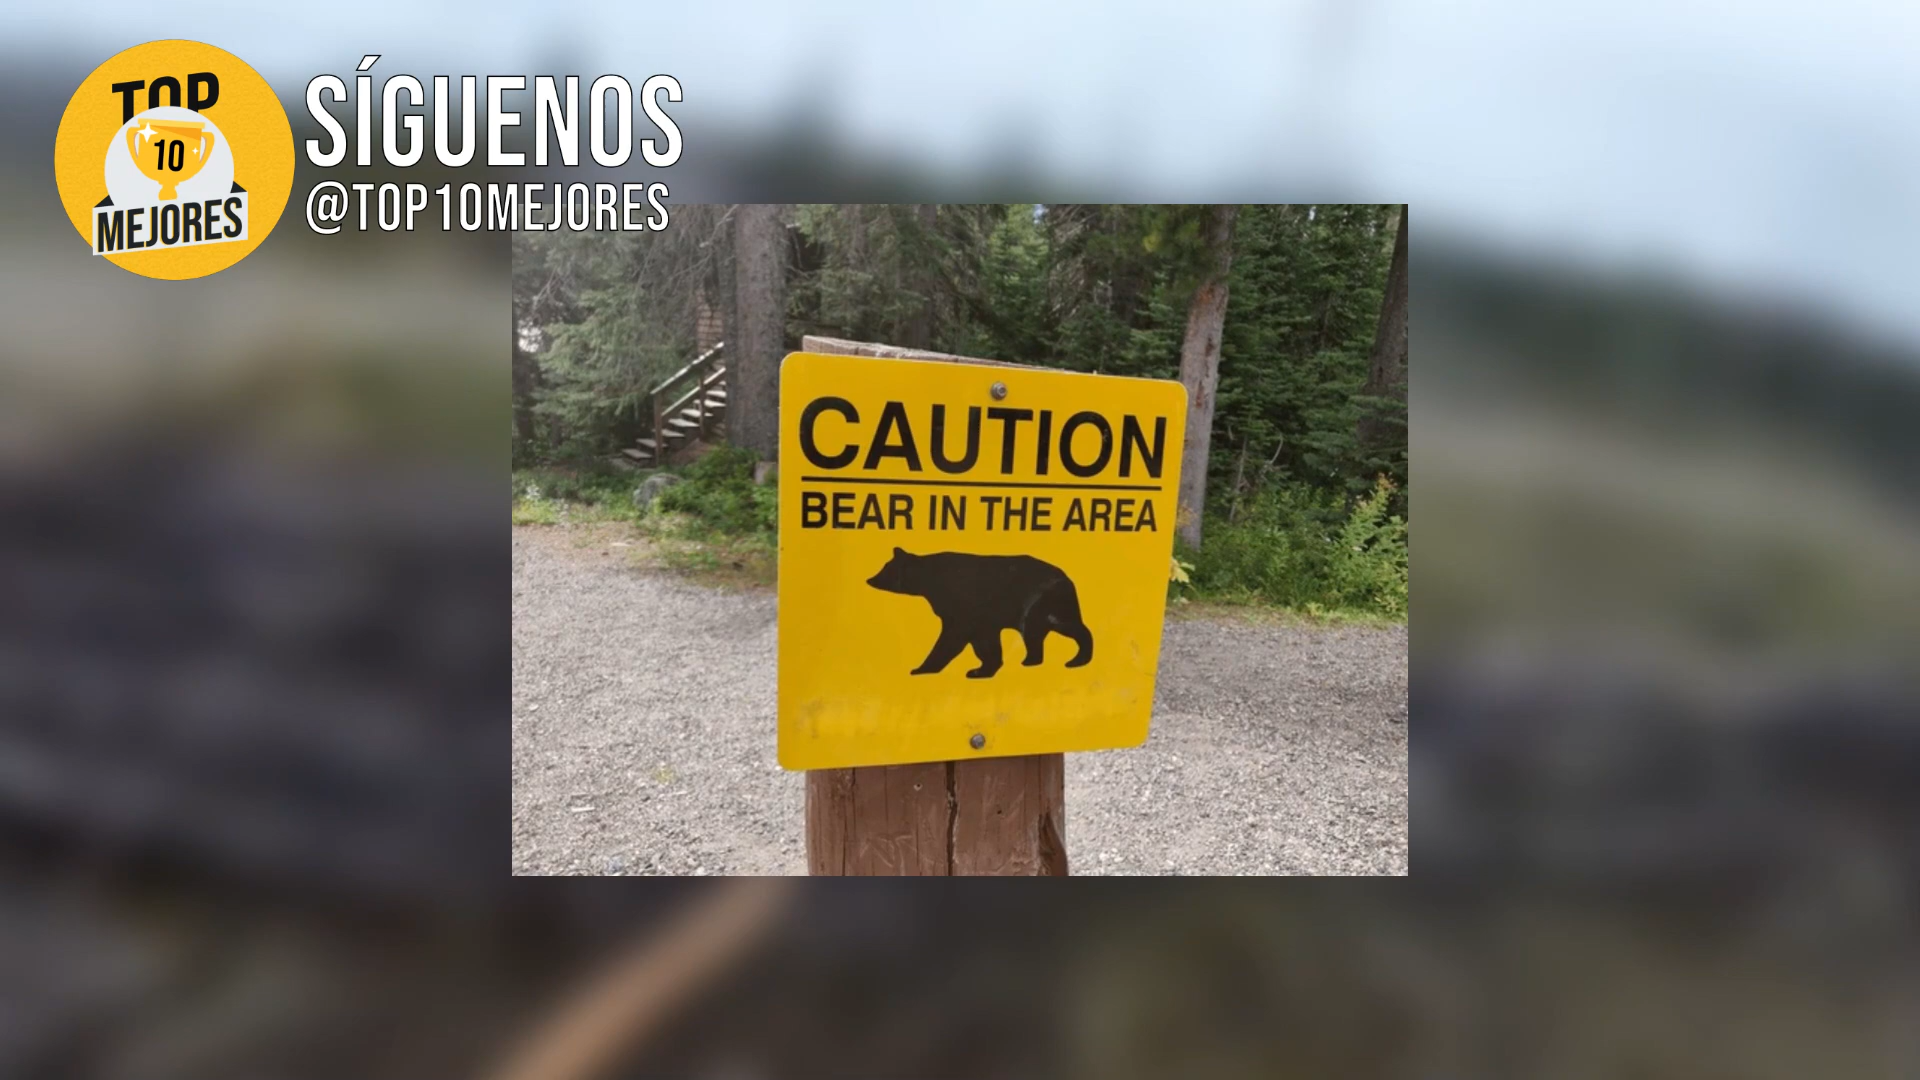 TOP
10
MEJORES
SÍGUENOS
@TOP10MEJORES
CAUTION
BEAR IN THE AREA